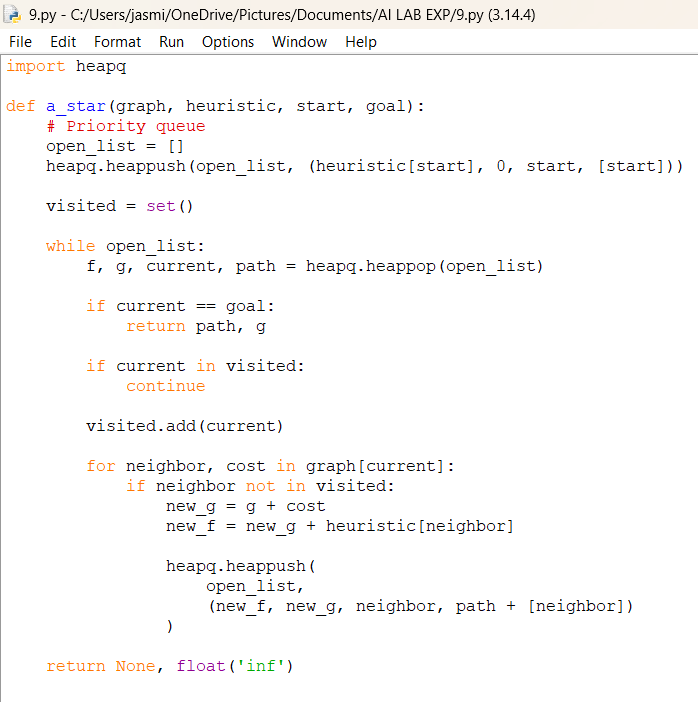 9.py - C:/Users/jasmi/OneDrive/Pictures/Documents/AI LAB EXP/9.py (3.14.4)
File Edit Format Run Options Window Help
import heapq
def a_star(graph, heuristic, start, goal):
    # Priority queue
    open_list = []
    heapq.heappush(open_list, (heuristic[start], 0, start, [start]))
    visited = set()
    while open_list:
        f, g, current, path = heapq.heappop(open_list)
        if current == goal:
            return path, g
        if current in visited:
            continue
        visited.add(current)
        for neighbor, cost in graph[current]:
            if neighbor not in visited:
                new_g = g + cost
                new_f = new_g + heuristic[neighbor]
                heapq.heappush(
                    open_list,
                    (new_f, new_g, neighbor, path + [neighbor])
                )
    return None, float('inf')